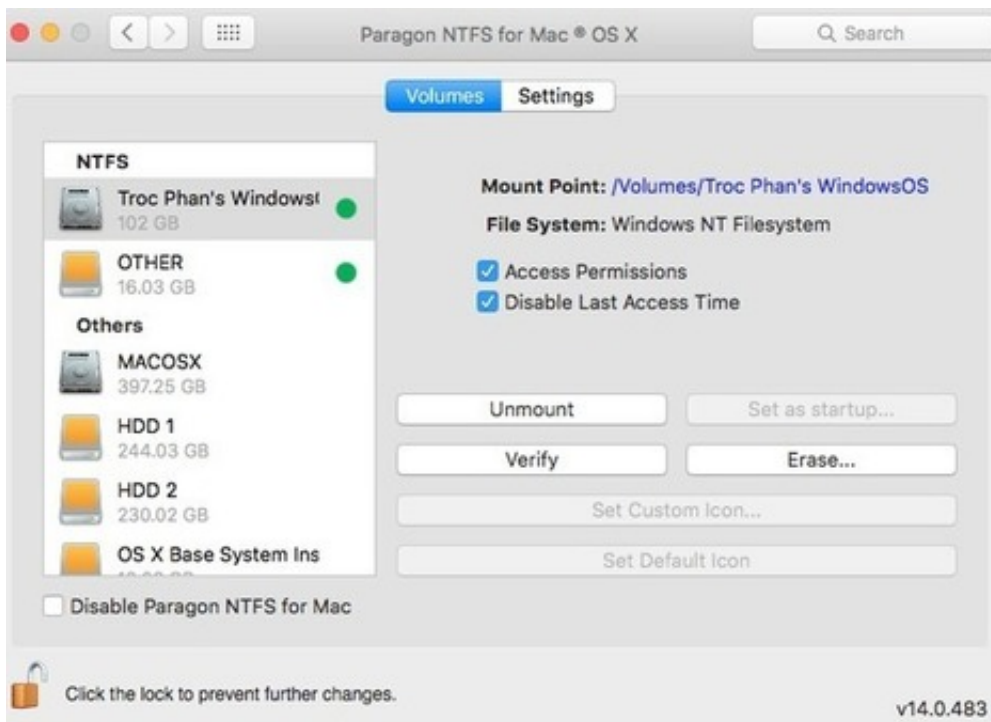 Paragon NTFS for Mac ® OS X
Search
Volumes
Settings
NTFS
Troc Phan's Windows
102 GB
OTHER
16.03 GB
Others
MACOSX
397.25 GB
HDD 1
244.03 GB
HDD 2
230.02 GB
OS X Base System Ins
Mount Point: /Volumes/Troc Phan's WindowsOS
File System: Windows NT Filesystem
Access Permissions
Disable Last Access Time
Unmount
Set as startup...
Verify
Erase...
Set Custom Icon...
Set Default Icon
Disable Paragon NTFS for Mac
Click the lock to prevent further changes.
v14.0.483